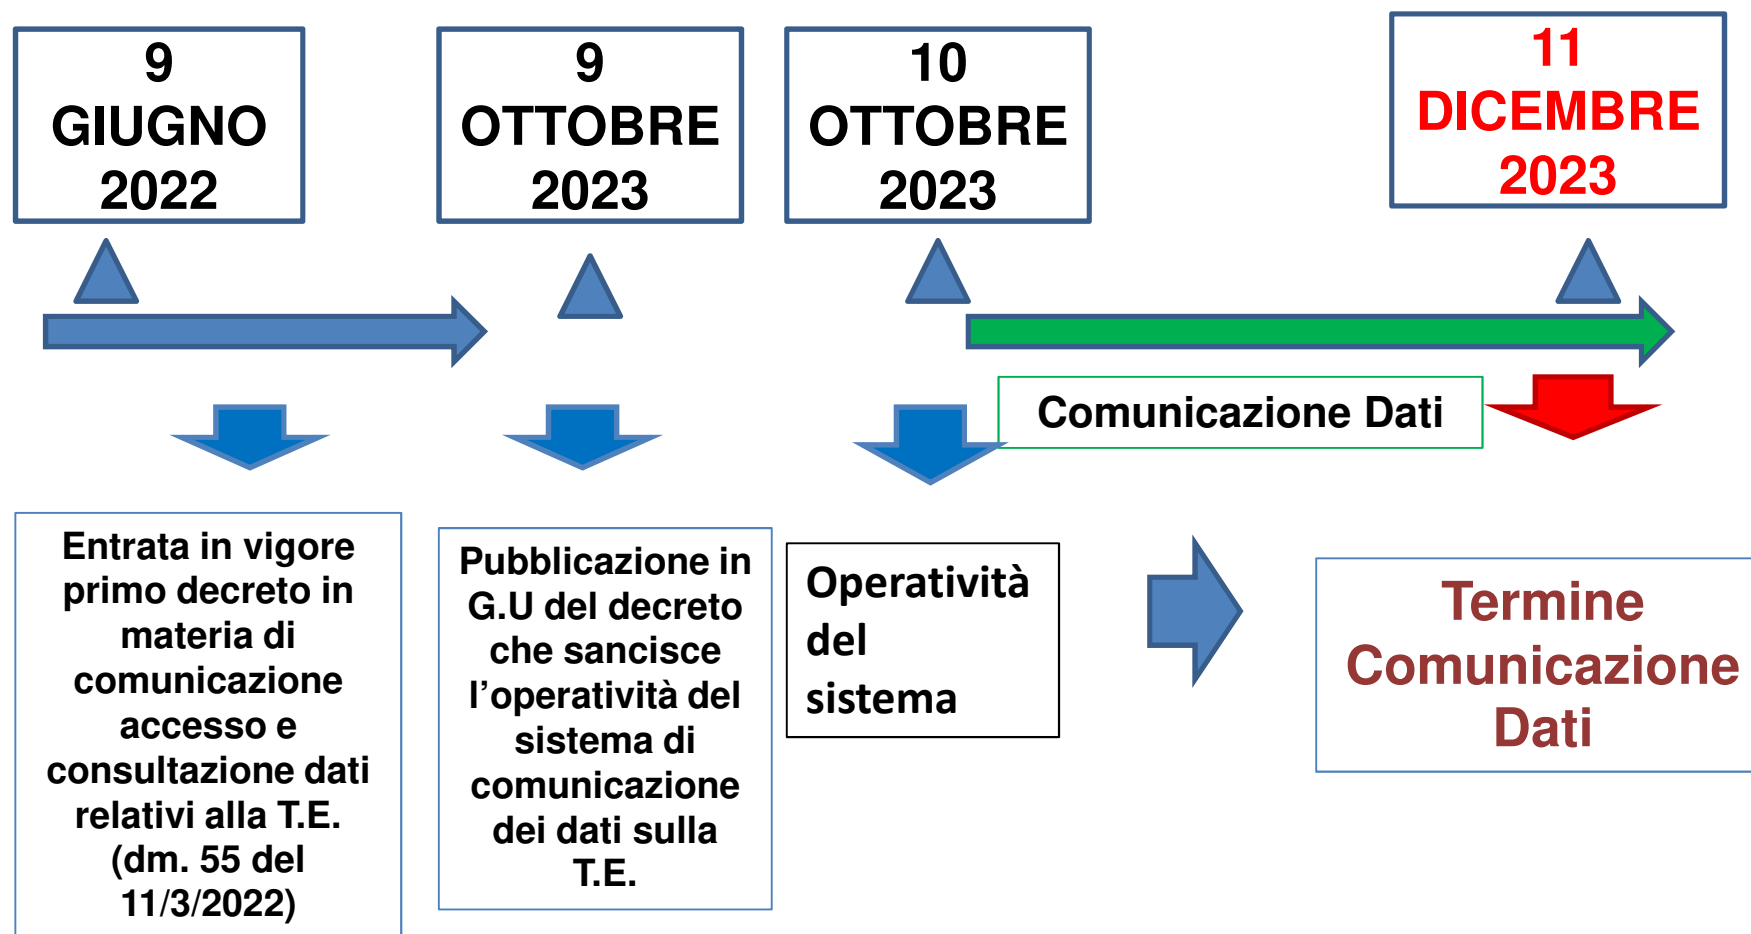 9
GIUGNO
2022
9
OTTOBRE
2023
10
OTTOBRE
2023
11
DICEMBRE
2023
Comunicazione Dati
Entrata in vigore
primo decreto in
materia di
comunicazione
accesso e
consultazione dati
relativi alla T.E.
(dm. 55 del
11/3/2022)
Pubblicazione in
G.U del decreto
che sancisce
l’operatività del
sistema di
comunicazione
dei dati sulla
T.E.
Operatività
del
sistema
Termine
Comunicazione
Dati